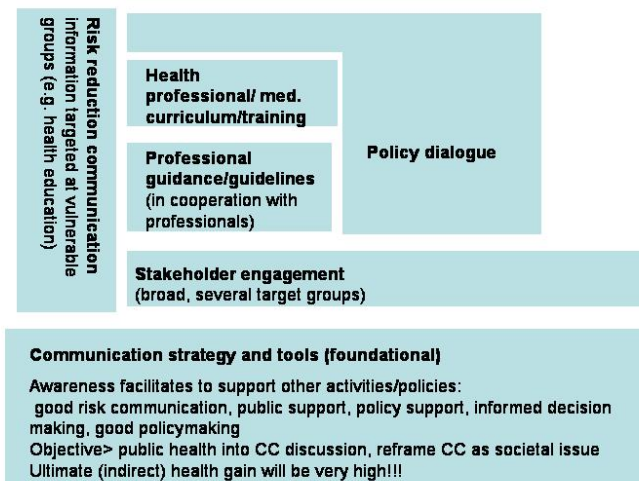 Risk reduction communication
information targeted at vulnerable
groups (e.g. health education)
Health
professional/ med.
curriculum/training
Professional
guidance/guidelines
(in cooperation with
professionals)
Policy dialogue
Stakeholder engagement
(broad, several target groups)
Communication strategy and tools (foundational)
Awareness facilitates to support other activities/policies:
good risk communication, public support, policy support, informed decision
making, good policymaking
Objective> public health into CC discussion, reframe CC as societal issue
Ultimate (indirect) health gain will be very high!!!